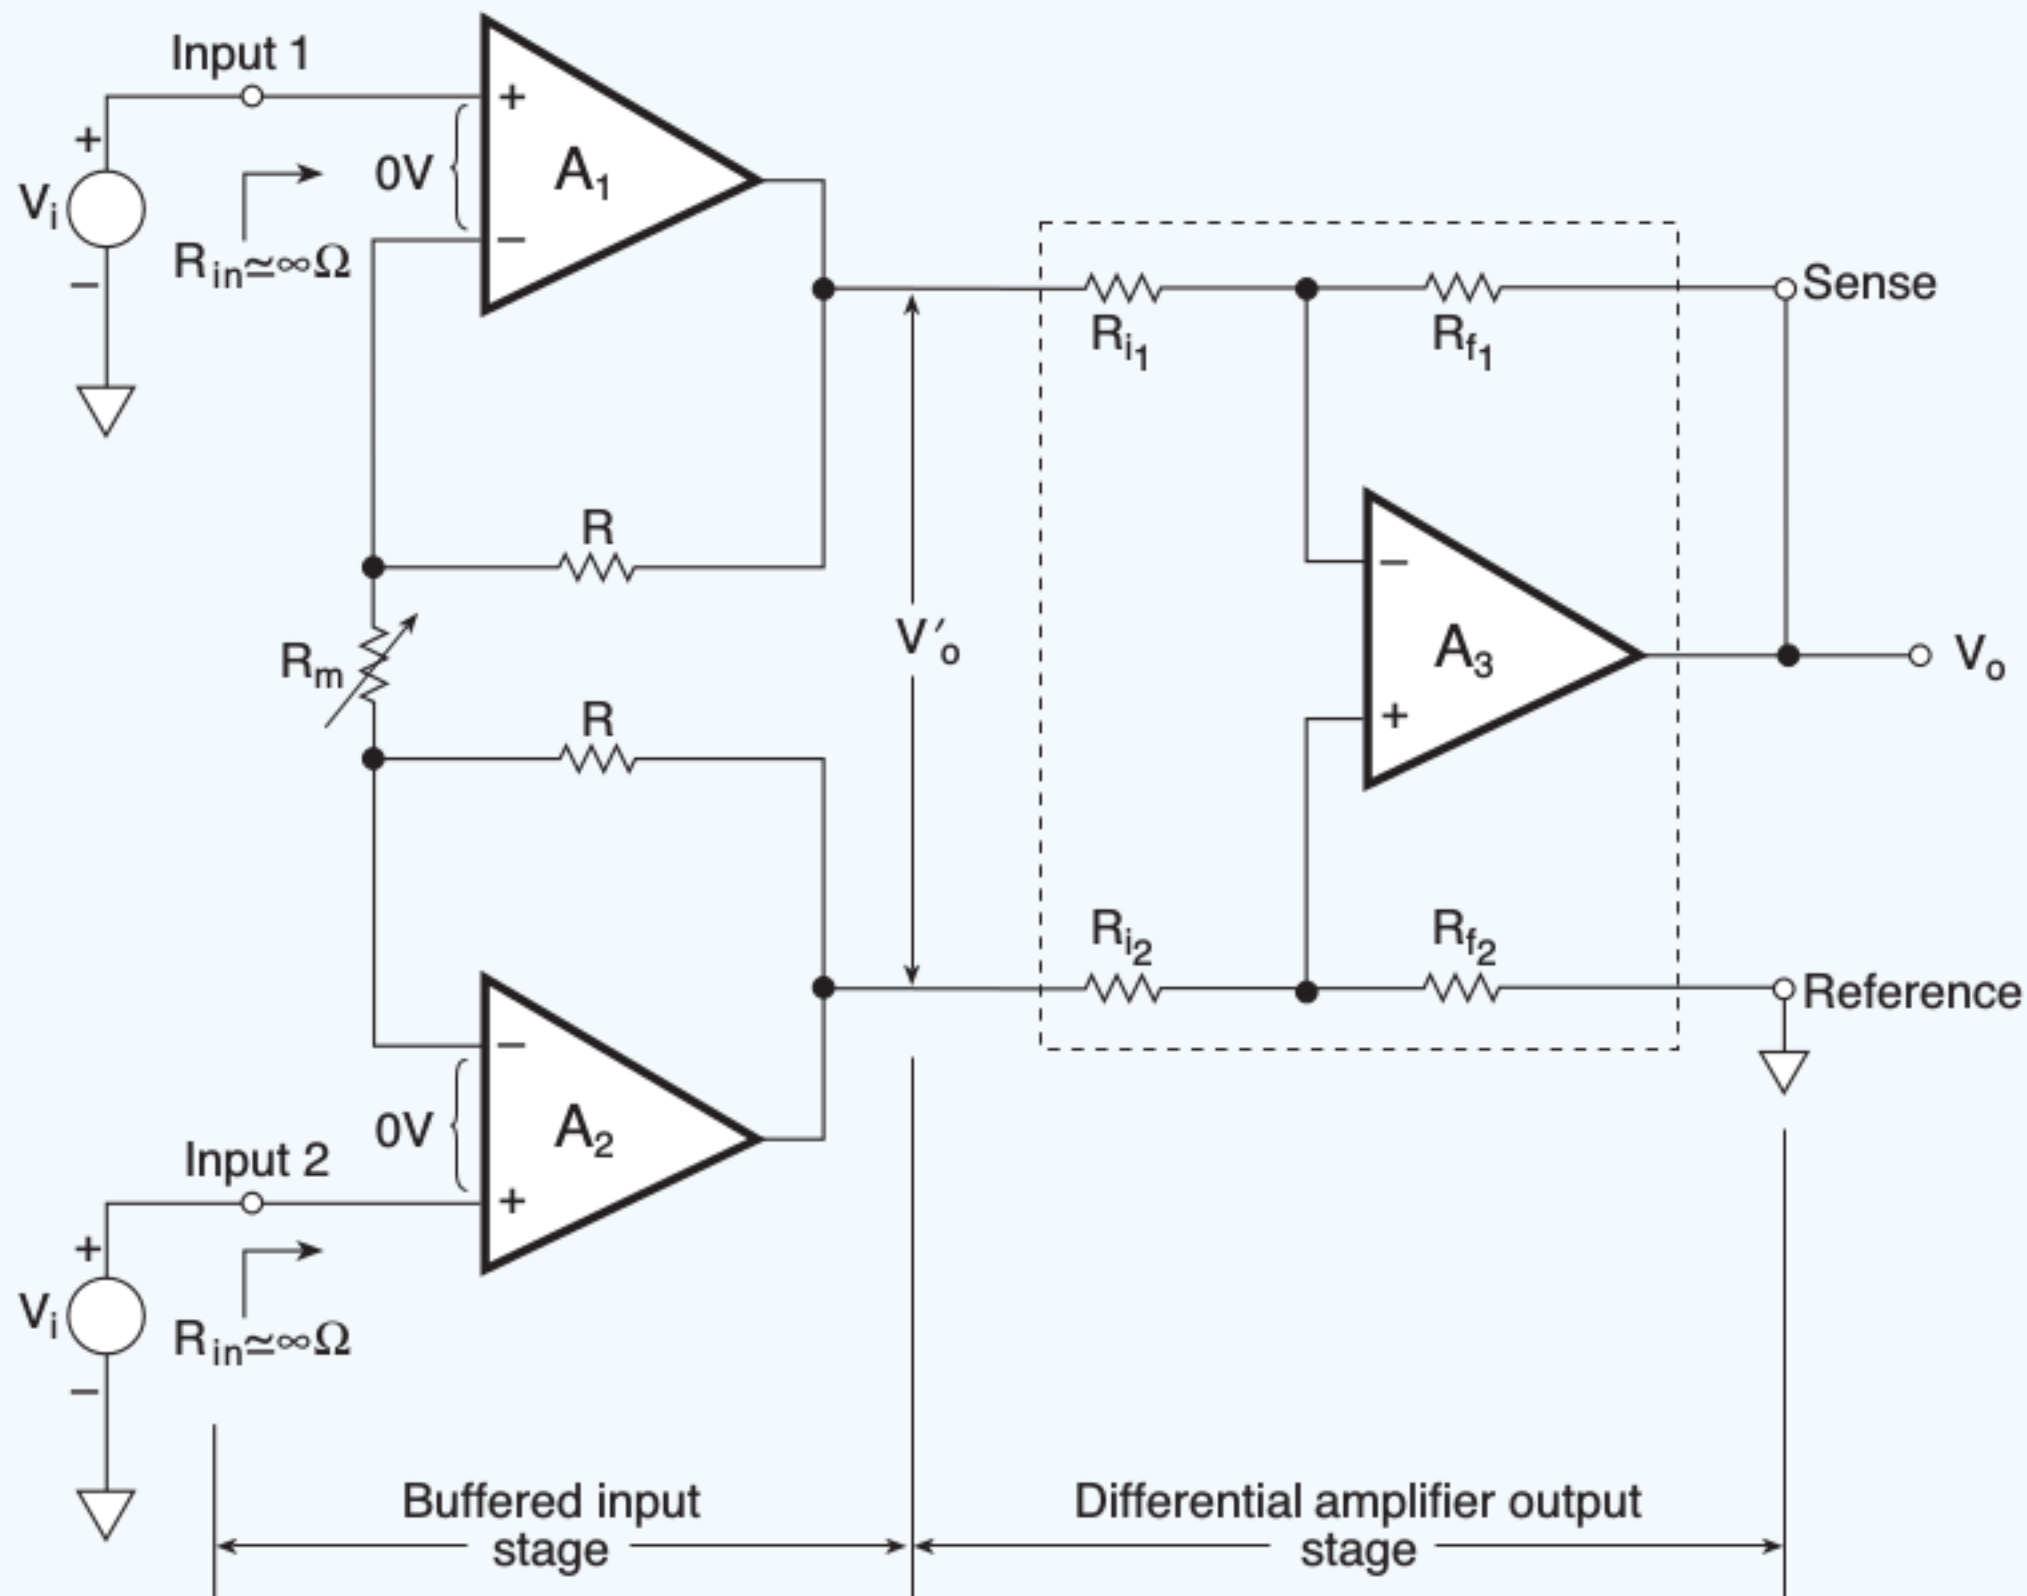 Input 1
+
Vi
−
Rin≃∞Ω
0V
+
A1
−
R
Rm
R
V′o
Ri1
Rf1
Sense
−
A3
+
Vo
Ri2
Rf2
Reference
−
0V
A2
+
Input 2
+
Vi
−
Rin≃∞Ω
Buffered input
stage
Differential amplifier output
stage